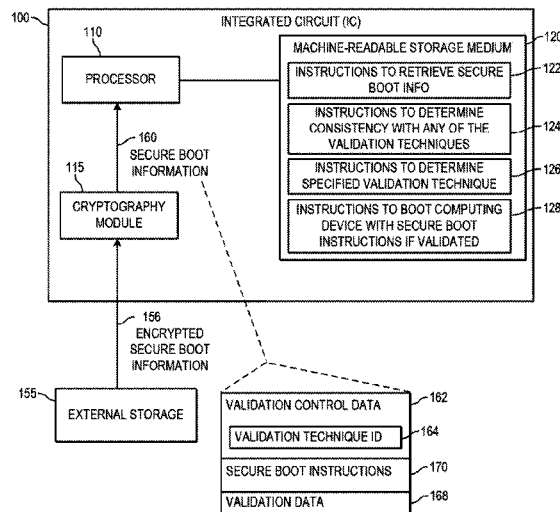 100
INTEGRATED CIRCUIT (IC)
110
PROCESSOR
120
MACHINE-READABLE STORAGE MEDIUM
122
INSTRUCTIONS TO RETRIEVE SECURE
BOOT INFO
124
INSTRUCTIONS TO DETERMINE
CONSISTENCY WITH ANY OF THE
VALIDATION TECHNIQUES
126
INSTRUCTIONS TO DETERMINE
SPECIFIED VALIDATION TECHNIQUE
128
INSTRUCTIONS TO BOOT COMPUTING
DEVICE WITH SECURE BOOT
INSTRUCTIONS IF VALIDATED
160
SECURE BOOT
INFORMATION
115
CRYPTOGRAPHY
MODULE
156
ENCRYPTED
SECURE BOOT
INFORMATION
155
EXTERNAL STORAGE
VALIDATION CONTROL DATA
162
VALIDATION TECHNIQUE ID
164
SECURE BOOT INSTRUCTIONS
170
VALIDATION DATA
168